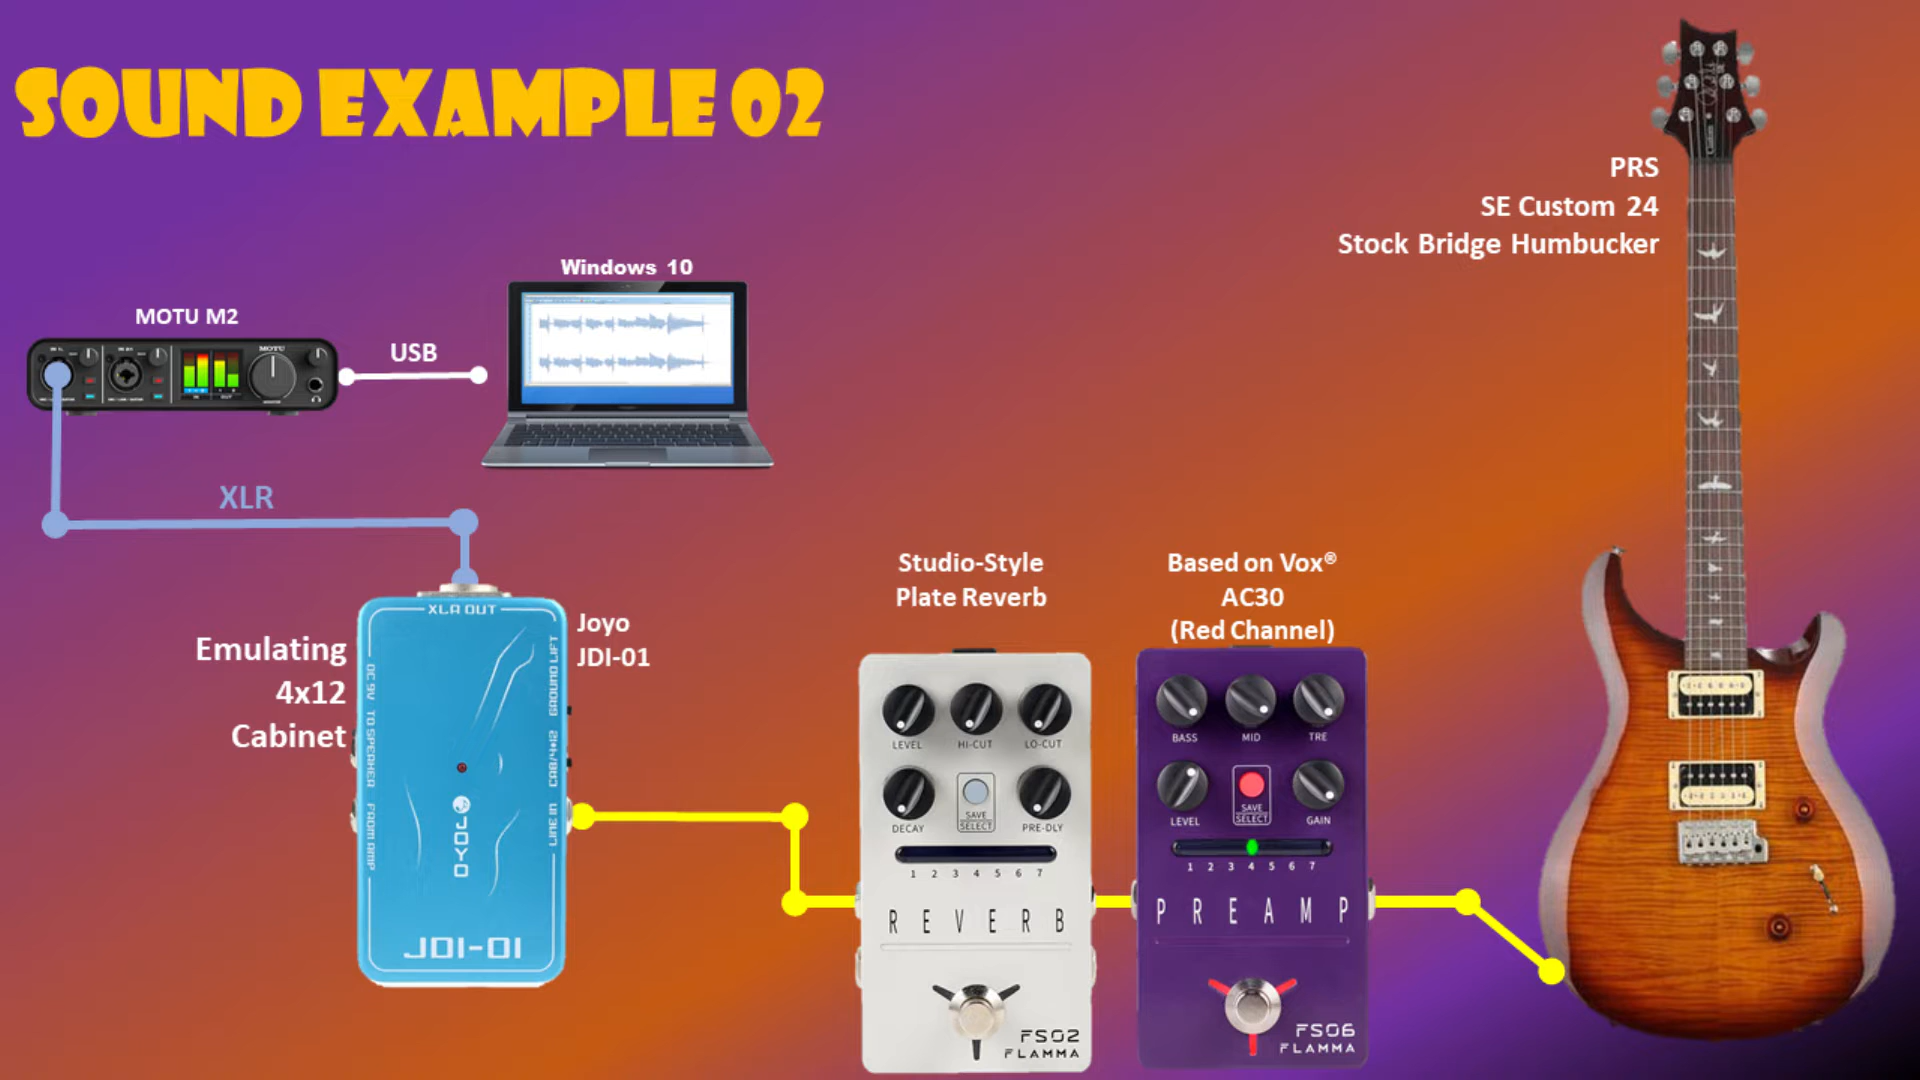 SOUND EXAMPLE 02
PRS
SE Custom 24
Stock Bridge Humbucker
Windows 10
MOTU M2
MOTU
USB
XLR
Emulating
4x12
Cabinet
Joyo
JDI-01
XLR OUT
DC 9V
TO SPEAKER
FROM AMP
GROUND LIFT
CAB/4*12
LINE IN
JOYO
JDI-01
Studio-Style
Plate Reverb
LEVEL HI-CUT LO-CUT
DECAY
SAVE
SELECT
PRE-DLY
1 2 3 4 5 6 7
REVERB
FS02
FLAMMA
Based on Vox®
AC30
(Red Channel)
BASS MID TRE
LEVEL
SAVE
SELECT
GAIN
1 2 3 4 5 6 7
PREAMP
FS06
FLAMMA